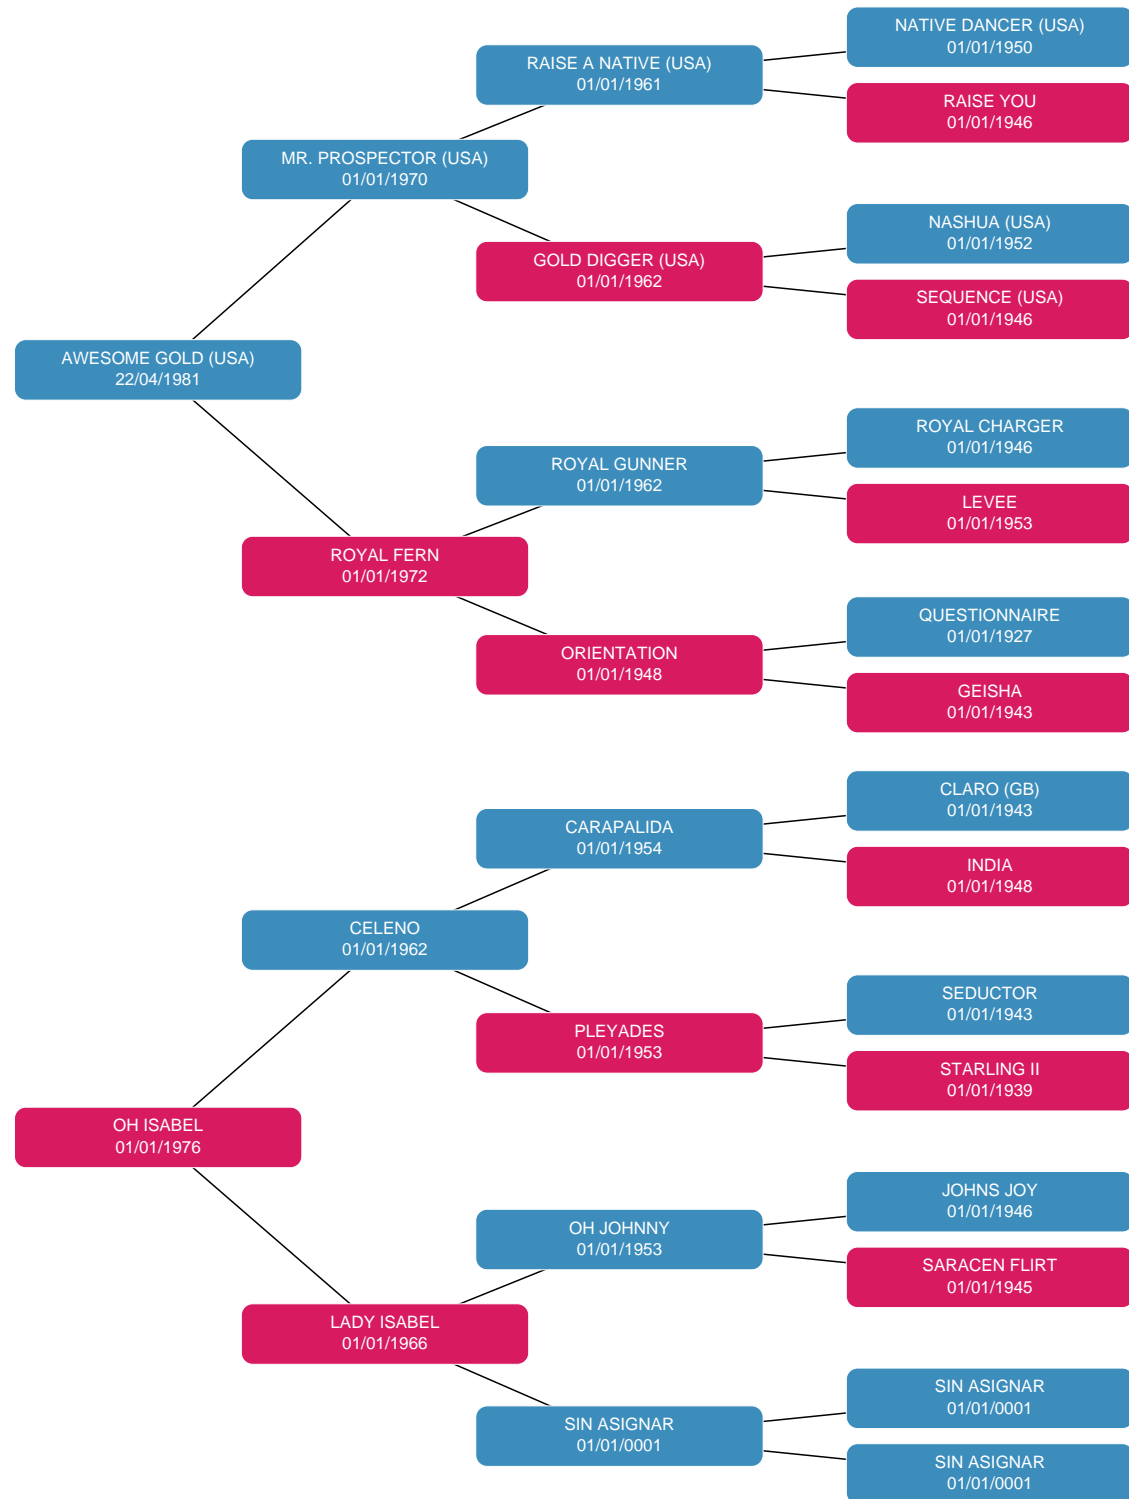 NATIVE DANCER (USA)
01/01/1950
RAISE A NATIVE (USA)
01/01/1961
RAISE YOU
01/01/1946
MR. PROSPECTOR (USA)
01/01/1970
NASHUA (USA)
01/01/1952
GOLD DIGGER (USA)
01/01/1962
SEQUENCE (USA)
01/01/1946
AWESOME GOLD (USA)
22/04/1981
ROYAL CHARGER
01/01/1946
ROYAL GUNNER
01/01/1962
LEVEE
01/01/1953
ROYAL FERN
01/01/1972
QUESTIONNAIRE
01/01/1927
ORIENTATION
01/01/1948
GEISHA
01/01/1943
CLARO (GB)
01/01/1943
CARAPALIDA
01/01/1954
INDIA
01/01/1948
CELENO
01/01/1962
SEDUCTOR
01/01/1943
PLEYADES
01/01/1953
STARLING II
01/01/1939
OH ISABEL
01/01/1976
JOHNS JOY
01/01/1946
OH JOHNNY
01/01/1953
SARACEN FLIRT
01/01/1945
LADY ISABEL
01/01/1966
SIN ASIGNAR
01/01/0001
SIN ASIGNAR
01/01/0001
SIN ASIGNAR
01/01/0001